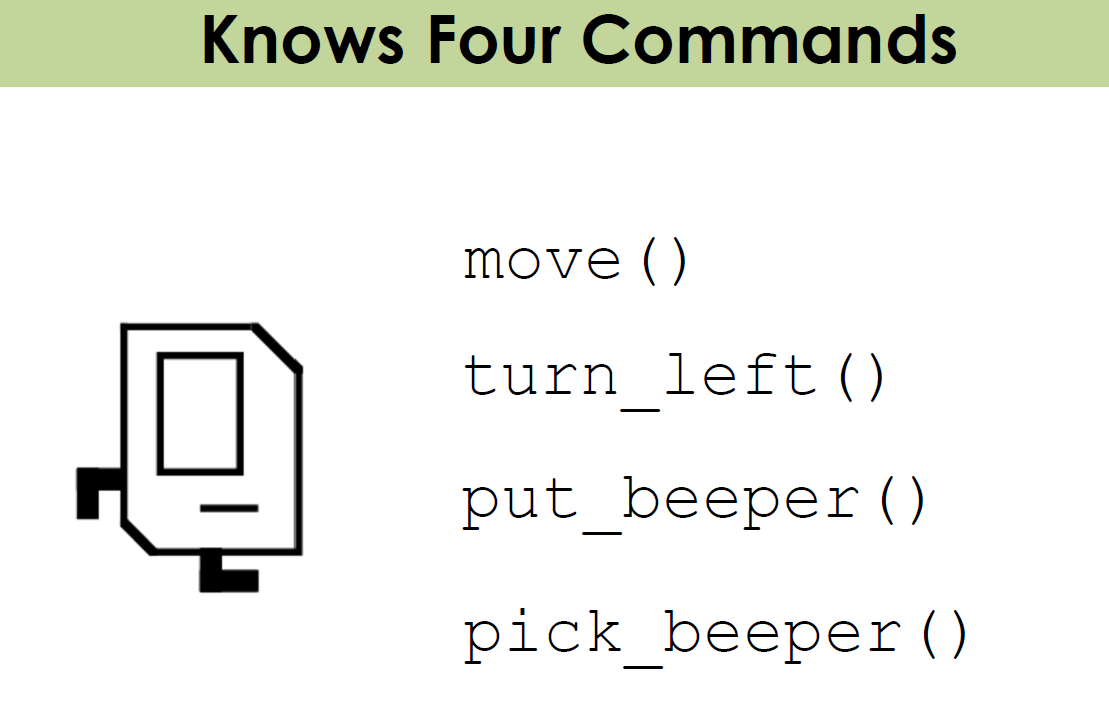 Knows Four Commands
move()
turn_left()
put_beeper()
pick_beeper()